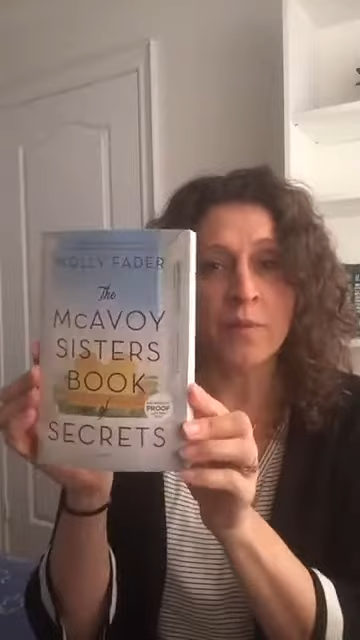 MOLLY FADER
The
McAVOY
SISTERS
BOOK
of
SECRETS
PROOF